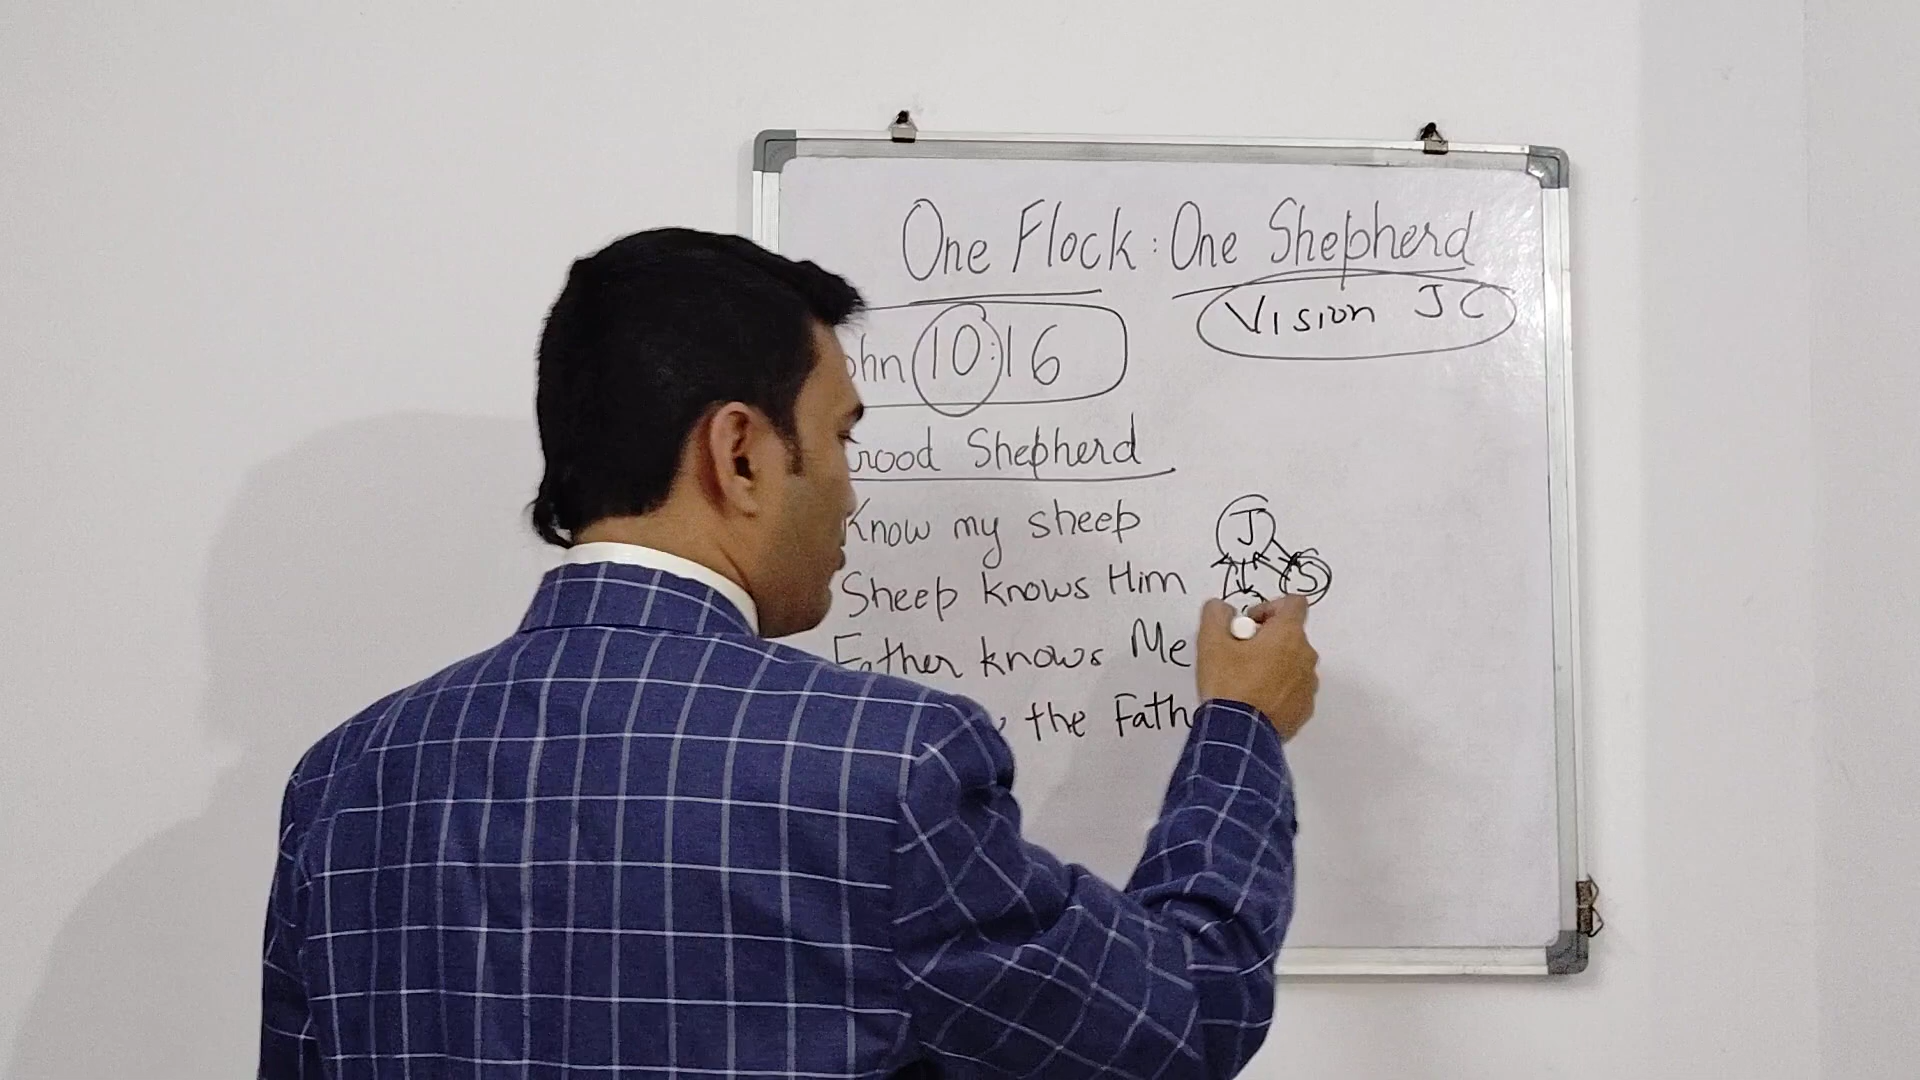 One Flock : One Shepherd
Vision JC
ohn 10:16
ood Shepherd
Know my sheep
J
Sheep knows Him
S
Father knows Me
the Fath